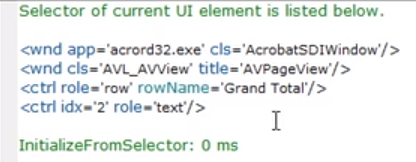 Selector of current UI element is listed below.
<wnd app='acrord32.exe' cls='AcrobatSDIWindow'/>
<wnd cls='AVL_AVView' title='AVPageView'/>
<ctrl role='row' rowName='Grand Total'/>
<ctrl idx='2' role='text'/>
InitializeFromSelector: 0 ms